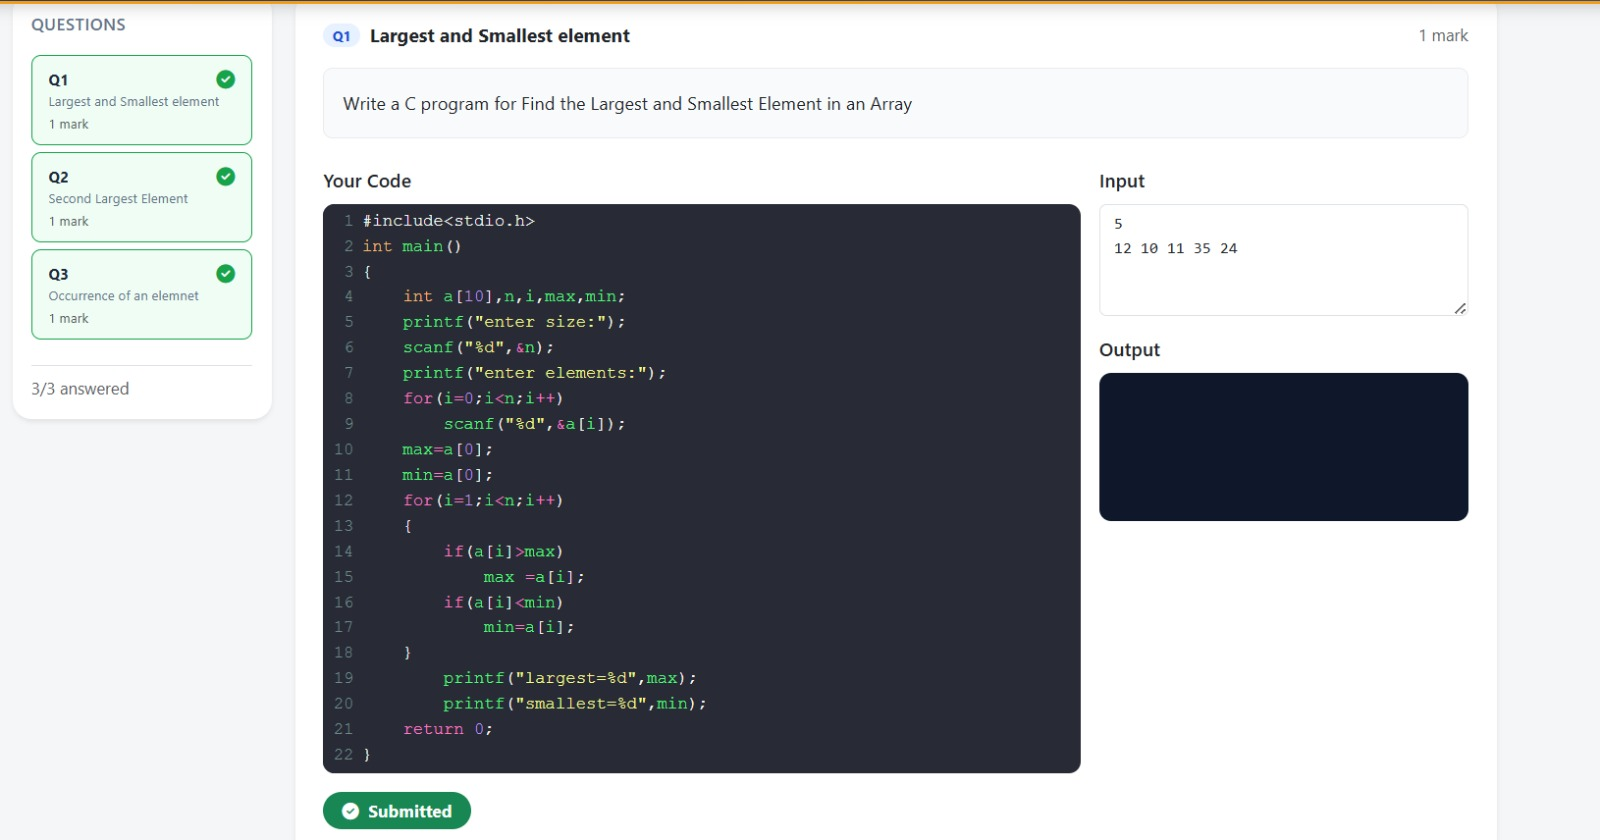 QUESTIONS
Q1
Largest and Smallest element
1 mark
Q2
Second Largest Element
1 mark
Q3
Occurrence of an elemnet
1 mark
3/3 answered
Q1 Largest and Smallest element 1 mark
Write a C program for Find the Largest and Smallest Element in an Array
Your Code
1 #include<stdio.h>
2 int main()
3 {
4     int a[10],n,i,max,min;
5     printf("enter size:");
6     scanf("%d",&n);
7     printf("enter elements:");
8     for(i=0;i<n;i++)
9         scanf("%d",&a[i]);
10     max=a[0];
11     min=a[0];
12     for(i=1;i<n;i++)
13     {
14         if(a[i]>max)
15             max =a[i];
16         if(a[i]<min)
17             min=a[i];
18     }
19         printf("largest=%d",max);
20         printf("smallest=%d",min);
21     return 0;
22 }
Submitted
Input
5
12 10 11 35 24
Output